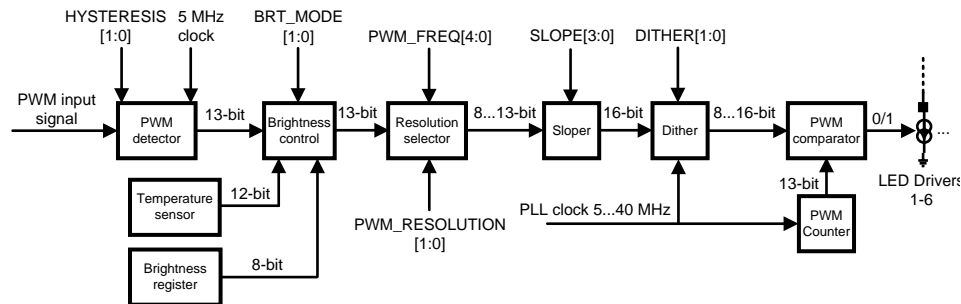 HYSTERESIS
[1:0]
5 MHz
clock
BRT_MODE
[1:0]
PWM_FREQ[4:0]
SLOPE[3:0]
DITHER[1:0]
PWM input
signal
PWM
detector
13-bit
Brightness
control
13-bit
Resolution
selector
8...13-bit
Sloper
16-bit
Dither
8...16-bit
PWM
comparator
0/1
...
LED Drivers
1-6
Temperature
sensor
12-bit
PWM_RESOLUTION
[1:0]
PLL clock 5...40 MHz
13-bit
PWM
Counter
Brightness
register
8-bit